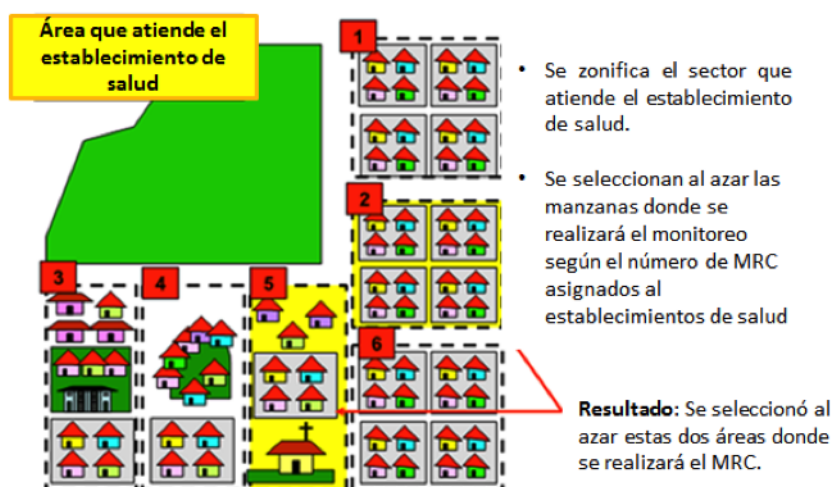 Área que atiende el
establecimiento de
salud
1
2
3
4
5
6
• Se zonifica el sector que
atiende el establecimiento
de salud.
• Se seleccionan al azar las
manzanas donde se
realizará el monitoreo
según el número de MRC
asignados al
establecimientos de salud
Resultado: Se seleccionó al
azar estas dos áreas donde
se realizará el MRC.